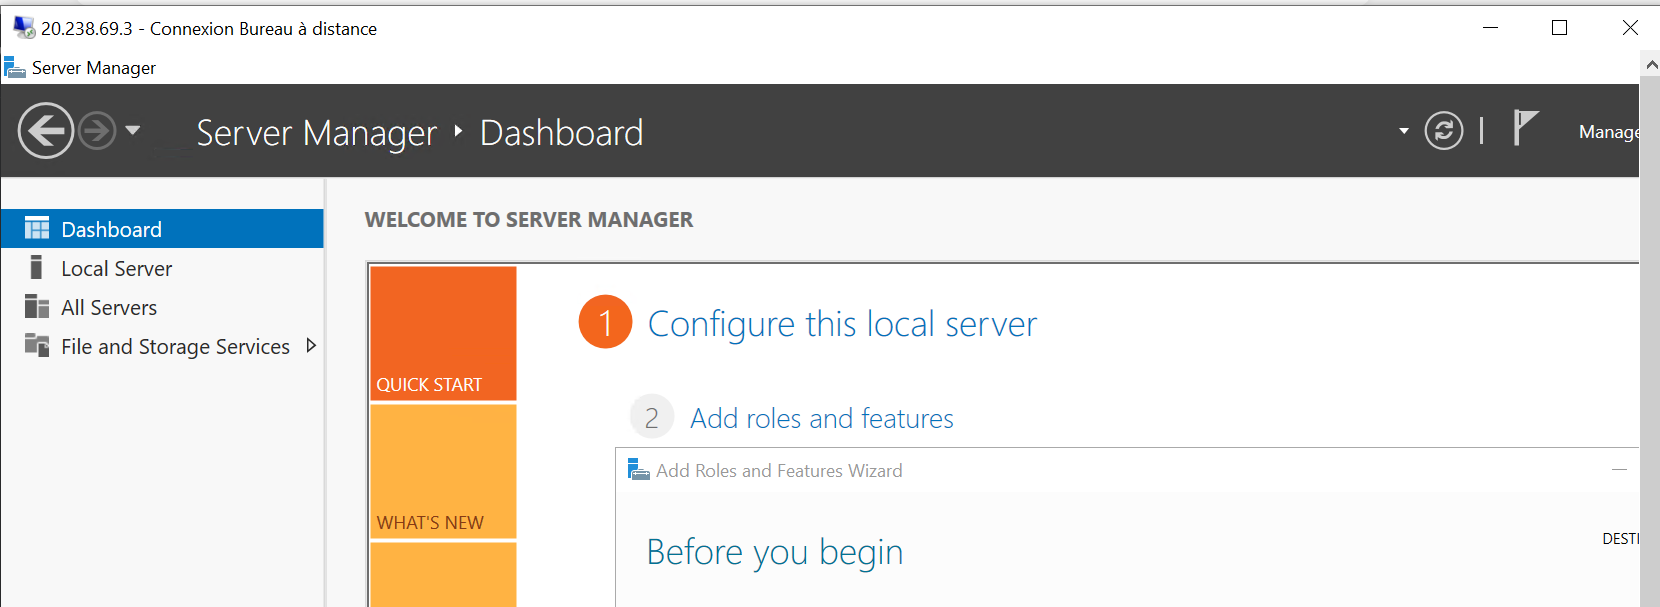 20.238.69.3 - Connexion Bureau à distance
Server Manager
Server Manager Dashboard
Manage
Dashboard
Local Server
All Servers
File and Storage Services
WELCOME TO SERVER MANAGER
QUICK START
WHAT'S NEW
1 Configure this local server
2 Add roles and features
Add Roles and Features Wizard
Before you begin
DESTI